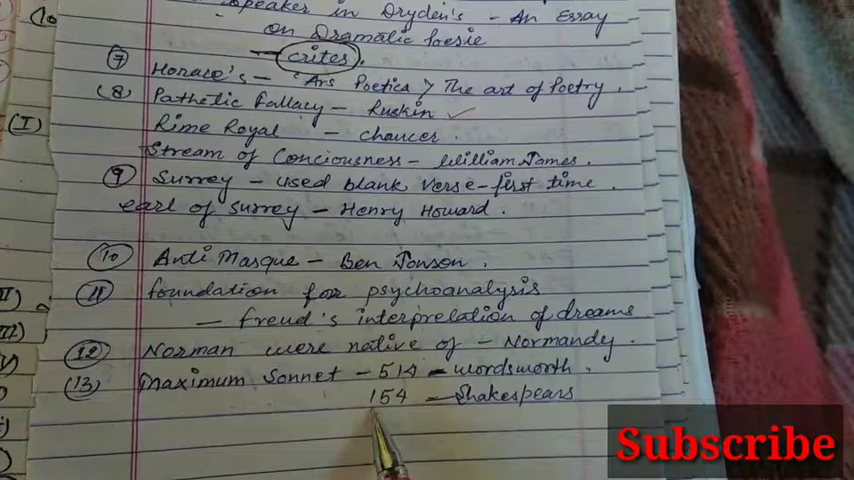 Speaker in Dryden's - An Essay
on Dramatic Poesie
- Crites.
(7) Horace's - 'Ars Poetica > The art of Poetry.
(8) Pathetic Fallacy - Ruskin ✓
Rime Royal - Chaucer.
(I)
Stream of Conciousness - William James.
(9) Surrey - used blank verse - first time.
earl of Surrey - Henry Howard.
(10) Anti Masque - Ben Jonson.
(11) foundation for psychoanalysis
- Freud's interpretation of dreams
(12) Norman were native of - Normandy.
(13) Maximum Sonnet - 514 - Wordsworth.
154 - Shakespears
Subscribe